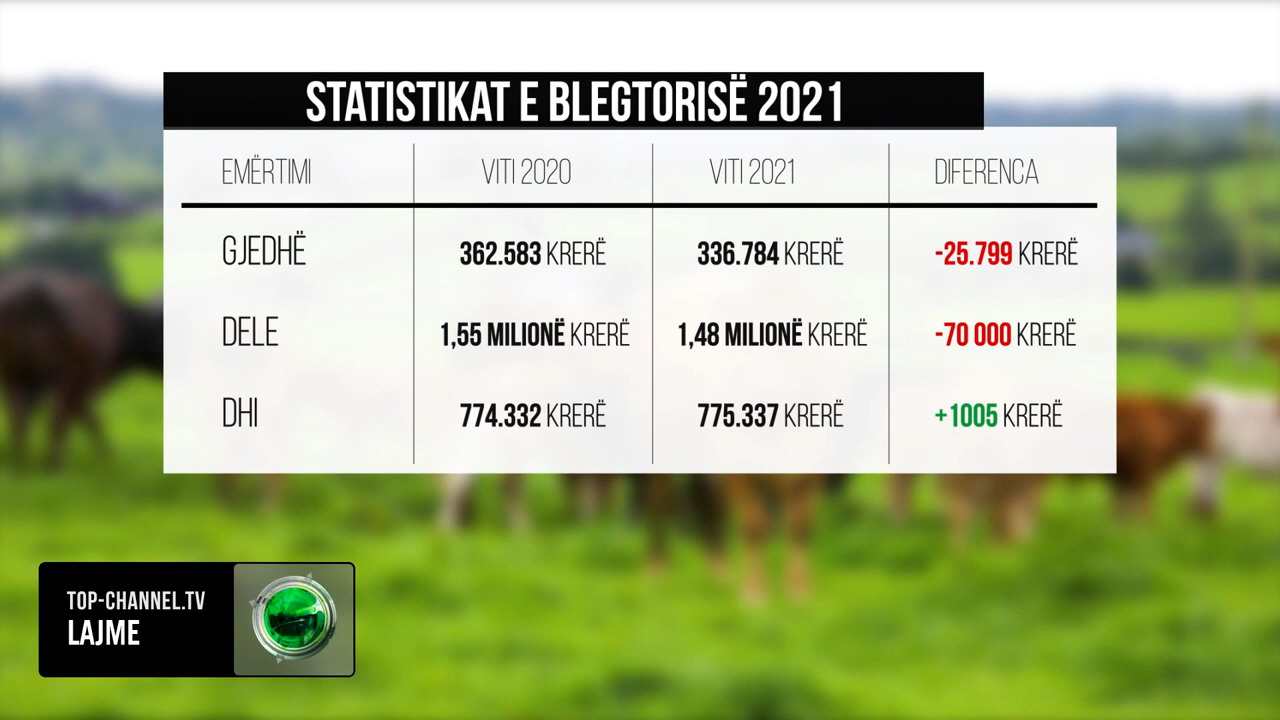 STATISTIKAT E BLEGTORISË 2021
EMËRTIMI VITI 2020 VITI 2021 DIFERENCA
GJEDHË 362.583 KRERË 336.784 KRERË -25.799 KRERË
DELE 1,55 MILIONË KRERË 1,48 MILIONË KRERË -70 000 KRERË
DHI 774.332 KRERË 775.337 KRERË +1005 KRERË
TOP-CHANNEL.TV
LAJME